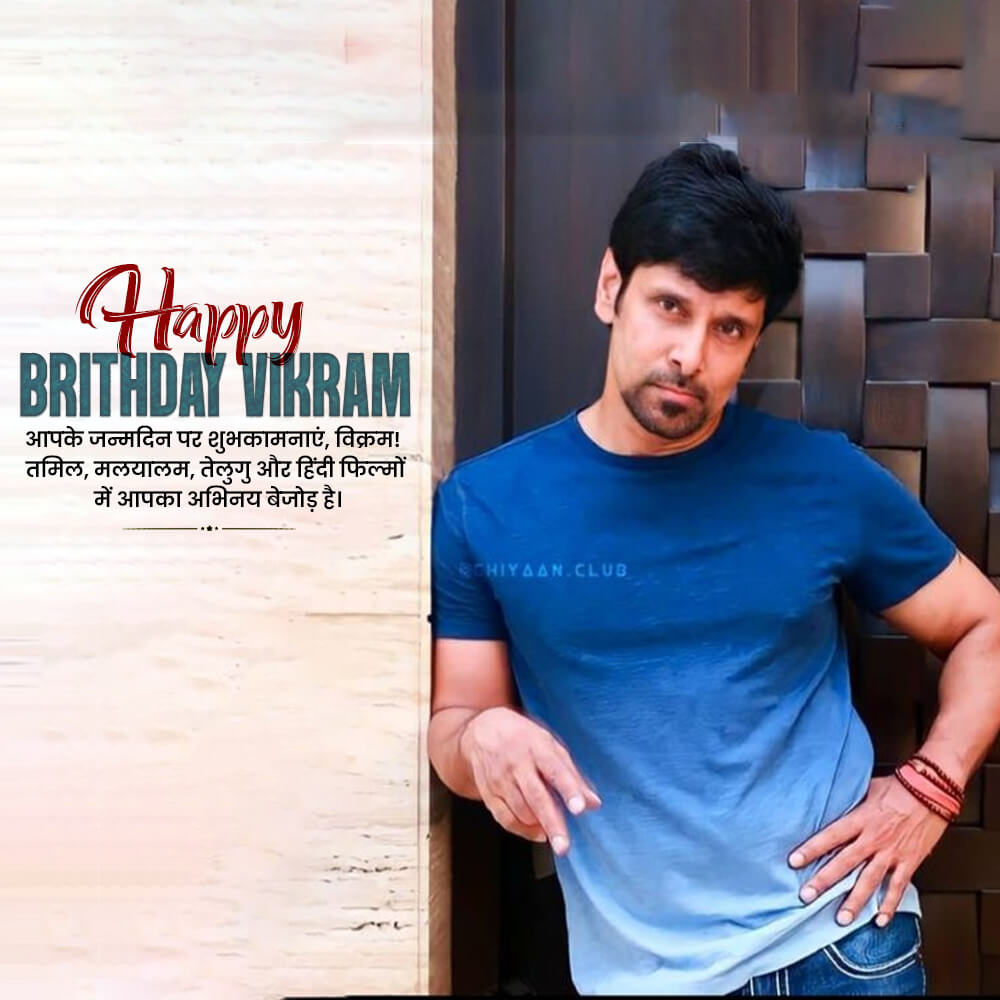 Happy
BRITHDAY VIKRAM
आपके जन्मदिन पर शुभकामनाएं, विक्रम!
तमिल, मलयालम, तेलुगु और हिंदी फिल्मों
में आपका अभिनय बेजोड़ है।
@CHIYAAN.CLUB